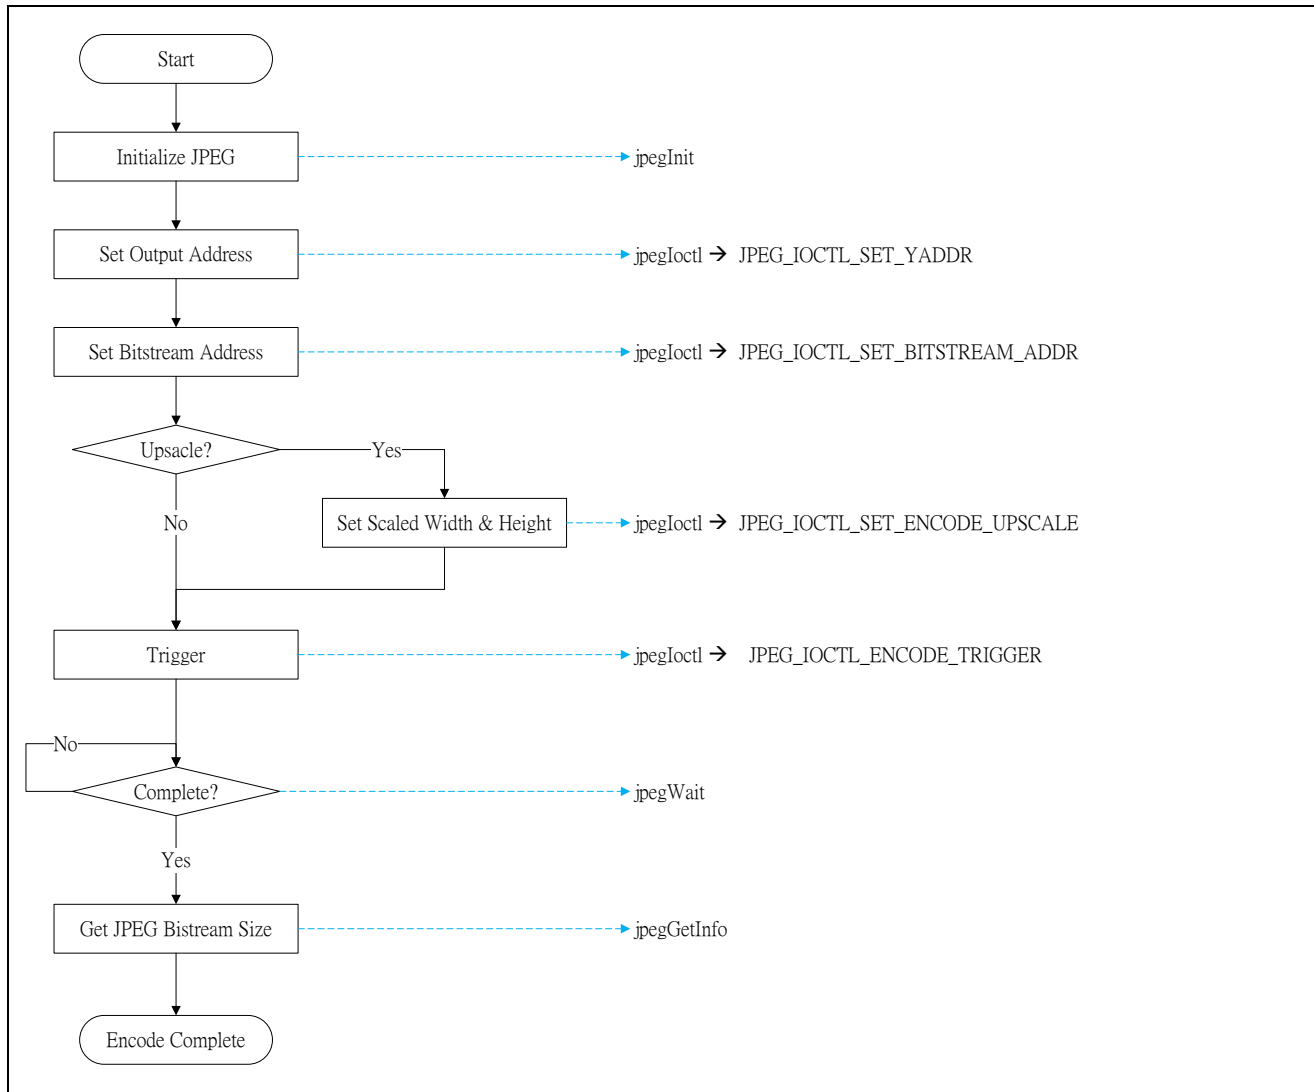 Start
Initialize JPEG
jpegInit
Set Output Address
jpegIoctl → JPEG_IOCTL_SET_YADDR
Set Bitstream Address
jpegIoctl → JPEG_IOCTL_SET_BITSTREAM_ADDR
Upsacle?
Yes
No
Set Scaled Width & Height
jpegIoctl → JPEG_IOCTL_SET_ENCODE_UPSCALE
Trigger
jpegIoctl → JPEG_IOCTL_ENCODE_TRIGGER
No
Complete?
jpegWait
Yes
Get JPEG Bistream Size
jpegGetInfo
Encode Complete